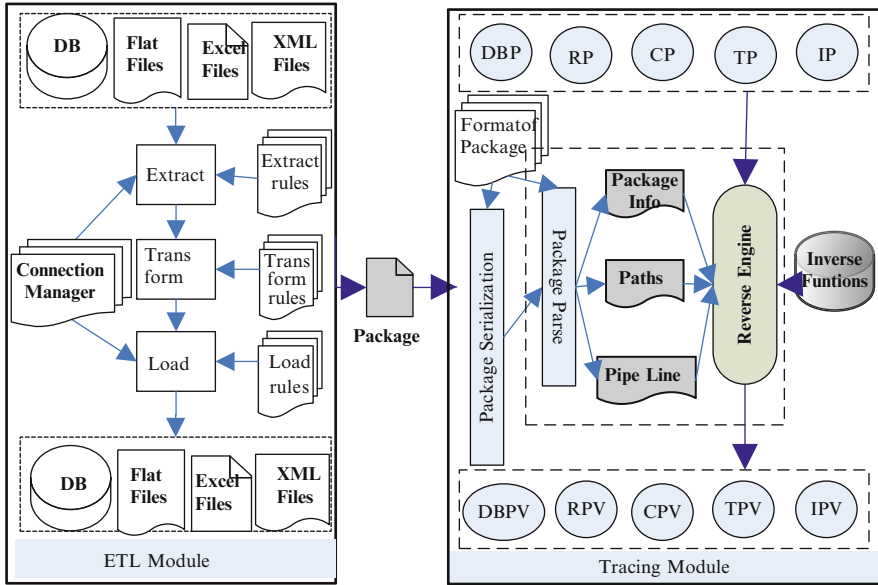 DB
Flat
Files
Excel
Files
XML
Files
Extract
Extract
rules
Connection
Manager
Trans
form
Trans
form
rules
Load
Load
rules
DB
Flat
Files
Excel
Files
XML
Files
ETL Module
Package
DBP
RP
CP
TP
IP
Formatof
Package
Package Serialization
Package Parse
Package
Info
Paths
Pipe Line
Reverse Engine
Inverse
Funtions
DBPV
RPV
CPV
TPV
IPV
Tracing Module